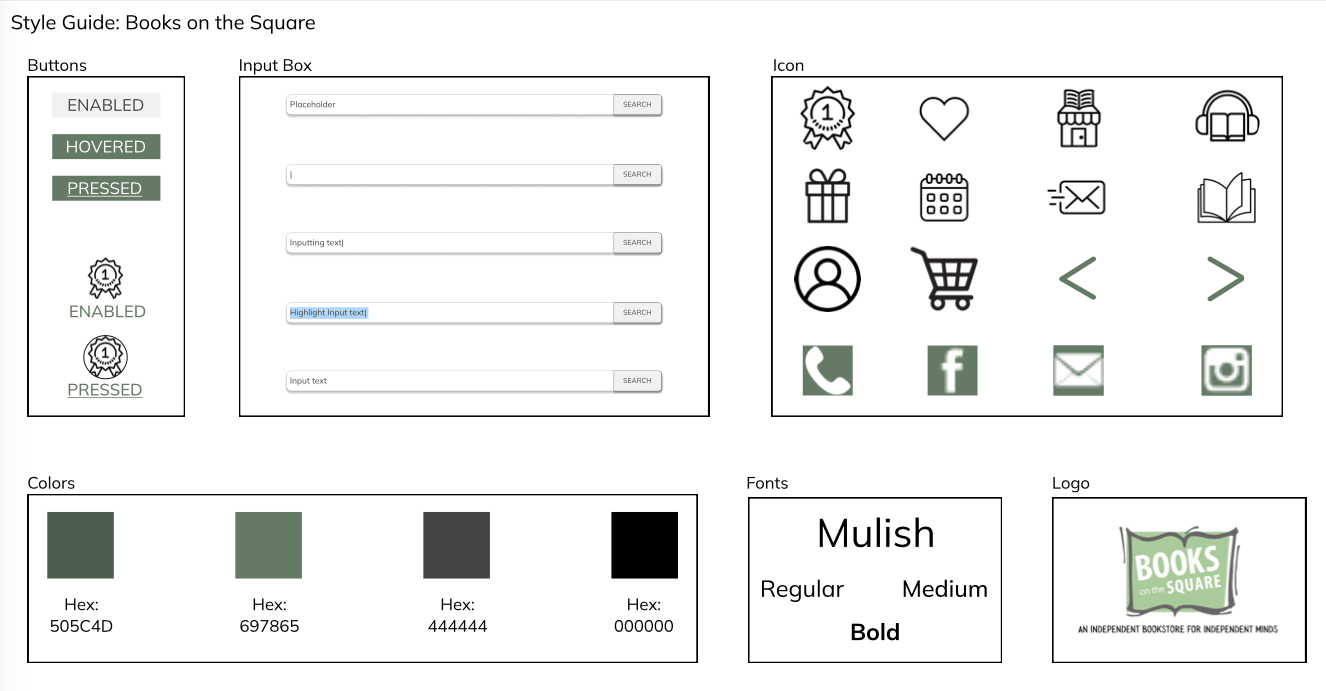 Style Guide: Books on the Square
Buttons
ENABLED
HOVERED
PRESSED
1
ENABLED
1
PRESSED
Input Box
Placeholder
SEARCH
|
SEARCH
Inputting text|
SEARCH
Highlight Input text|
SEARCH
Input text
SEARCH
Icon
1
f
Colors
Hex:
505C4D
Hex:
697865
Hex:
444444
Hex:
000000
Fonts
Mulish
Regular
Medium
Bold
Logo
BOOKS
on the SQUARE
AN INDEPENDENT BOOKSTORE FOR INDEPENDENT MINDS